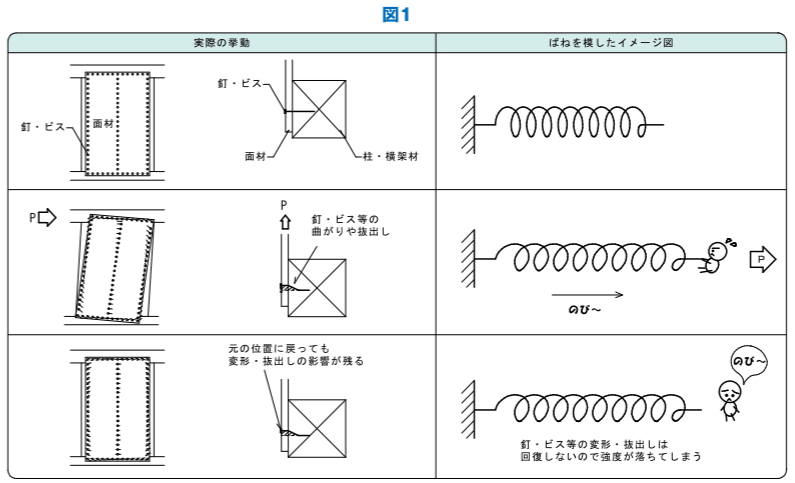 図1
実際の挙動
ばねを模したイメージ図
釘・ビス
面材
釘・ビス
面材
柱・横架材
P
P
釘・ビス等の
曲がりや抜出し
P
のび～
元の位置に戻っても
変形・抜出しの影響が残る
のび～
釘・ビス等の変形・抜出しは
回復しないので強度が落ちてしまう